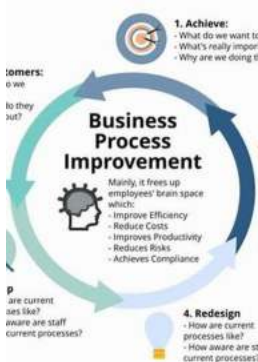 1. Achieve:
- What do we want to
- What's really impor
- Why are we doing th
tomers:
o we
do they
out?
Business
Process
Improvement
Mainly, it frees up
employees' brain space
which:
- Improve Efficiency
- Reduce Costs
- Improves Productivity
- Reduces Risks
- Achieves Compliance
p
are current
ses like?
aware are staff
current processes?
4. Redesign
- How are current
processes like?
- How aware are st
current processes?